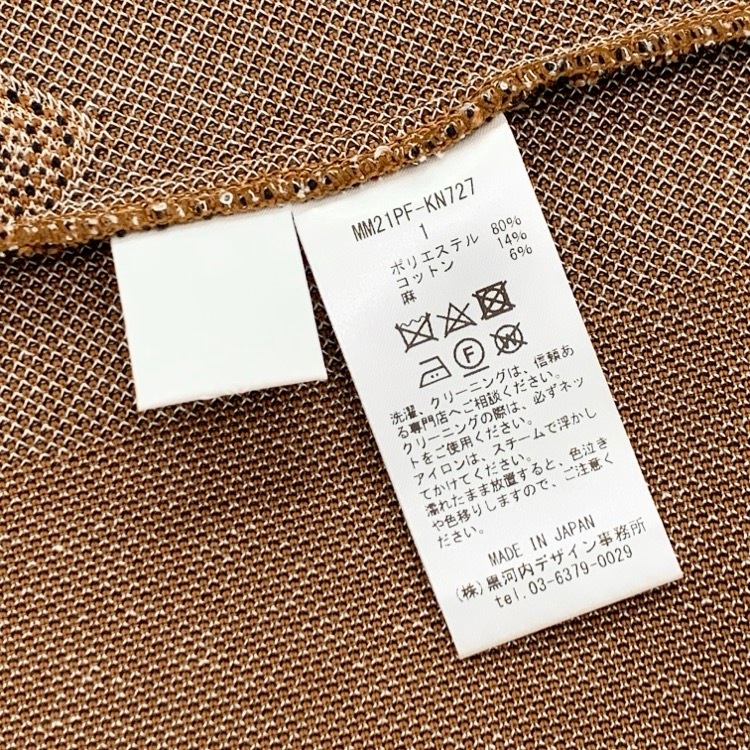 MM21PF-KN727
1
ポリエステル 80%
コットン 14%
麻 6%
F W
洗濯、クリーニングは、信頼あ
る専門店へご相談ください。
クリーニングの際は、必ずネッ
トをご使用ください。
アイロンは、スチームで浮かし
てかけてください。
濡れたまま放置すると、色泣き
や色移りしますので、ご注意く
ださい。
MADE IN JAPAN
(株)黒河内デザイン事務所
tel.03-6379-0029